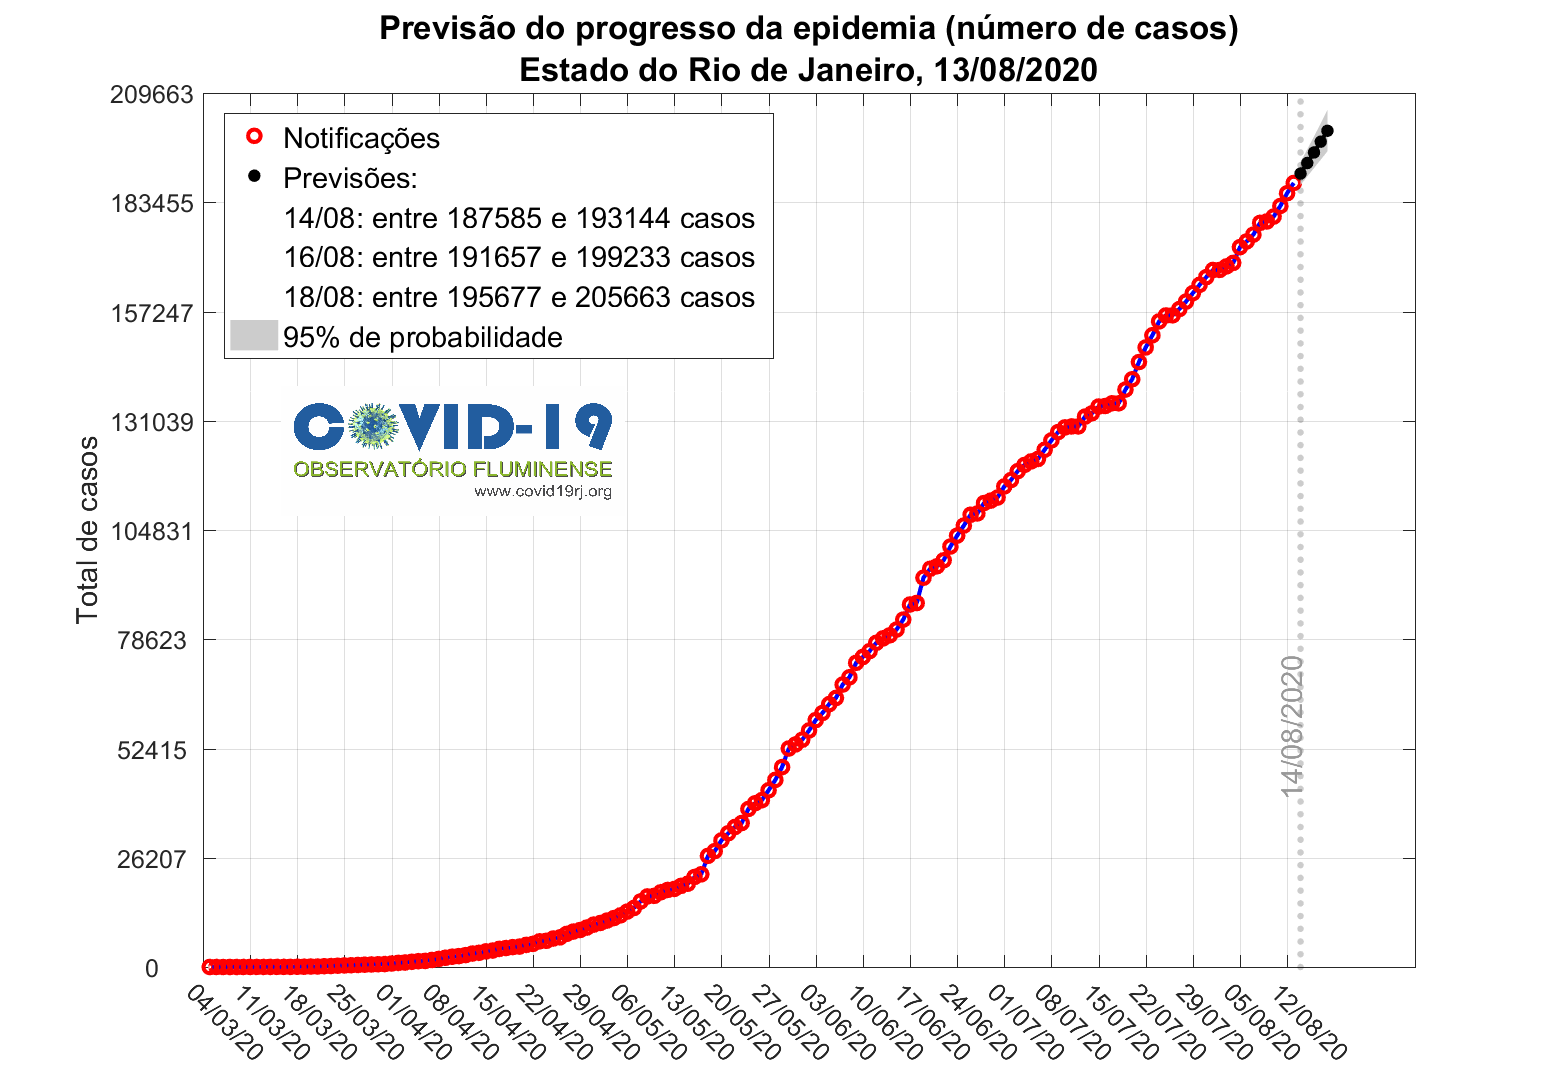 Previsão do progresso da epidemia (número de casos)
Estado do Rio de Janeiro, 13/08/2020
209663
183455
157247
131039
104831
78623
52415
26207
0
Total de casos
Notificações
Previsões:
14/08: entre 187585 e 193144 casos
16/08: entre 191657 e 199233 casos
18/08: entre 195677 e 205663 casos
95% de probabilidade
COVID-19
OBSERVATÓRIO FLUMINENSE
www.covid19rj.org
14/08/2020
04/03/20
11/03/20
18/03/20
25/03/20
01/04/20
08/04/20
15/04/20
22/04/20
29/04/20
06/05/20
13/05/20
20/05/20
27/05/20
03/06/20
10/06/20
17/06/20
24/06/20
01/07/20
08/07/20
15/07/20
22/07/20
29/07/20
05/08/20
12/08/20